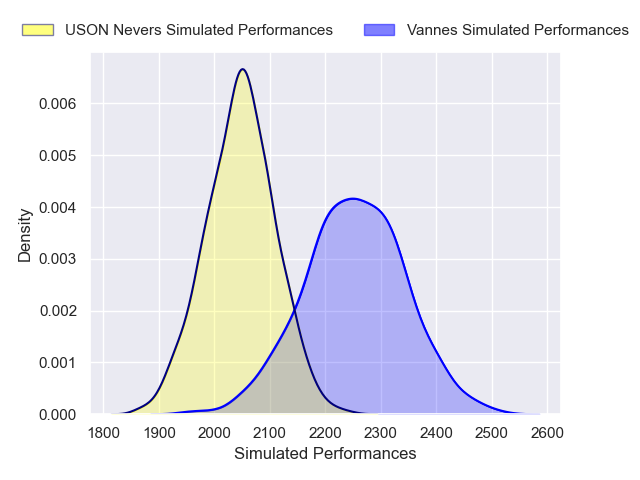 USON Nevers Simulated Performances
Vannes Simulated Performances
0.006
0.005
0.004
0.003
0.002
0.001
0.000
Density
1800 1900 2000 2100 2200 2300 2400 2500 2600
Simulated Performances